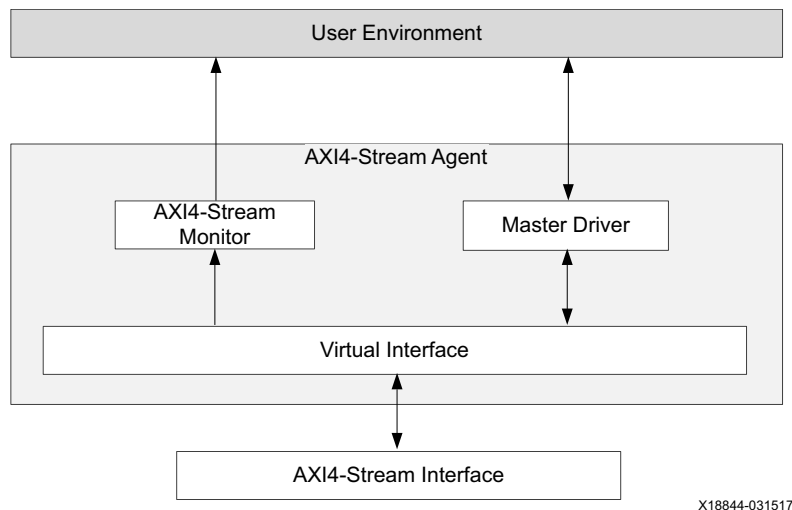 User Environment
AXI4-Stream Agent
AXI4-Stream
Monitor
Master Driver
Virtual Interface
AXI4-Stream Interface
X18844-031517